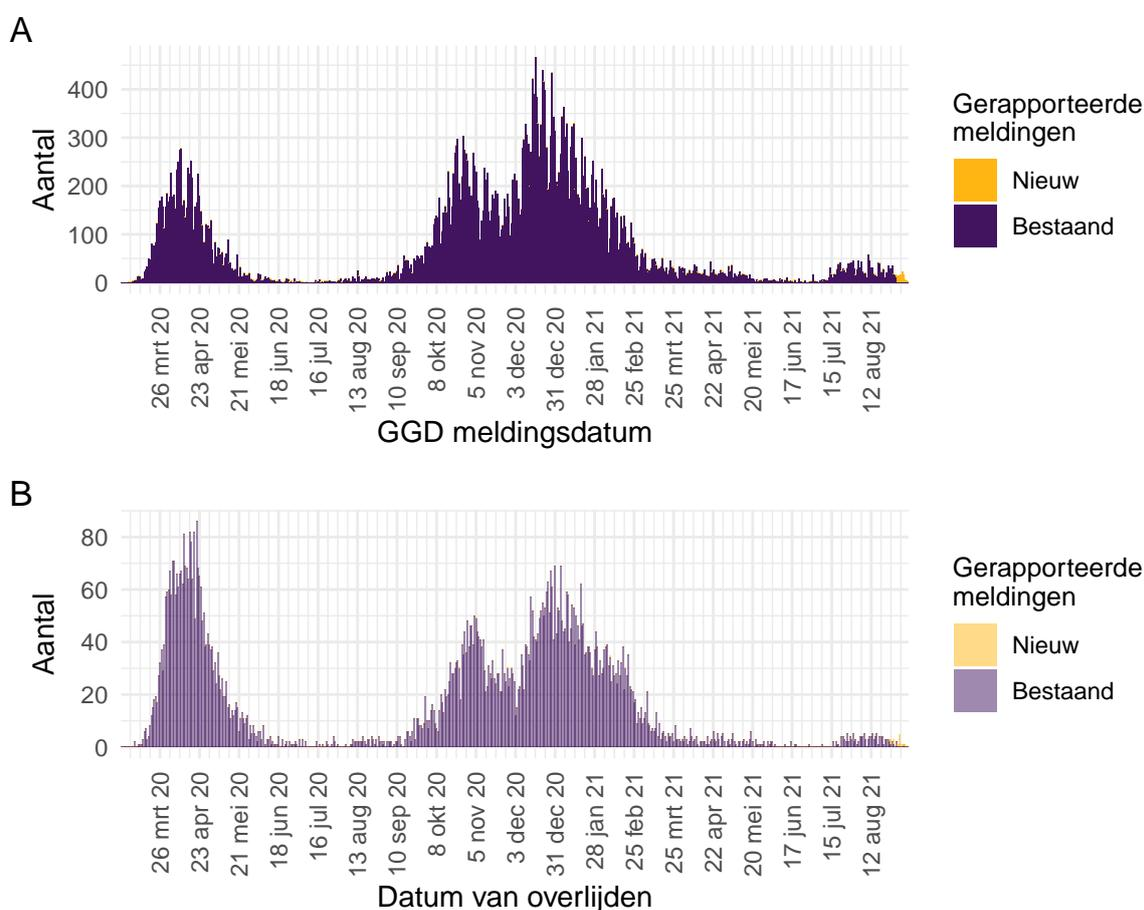 A
Aantal
400
300
200
100
0
26 mrt 20
23 apr 20
21 mei 20
18 jun 20
16 jul 20
13 aug 20
10 sep 20
8 okt 20
5 nov 20
3 dec 20
31 dec 20
28 jan 21
25 feb 21
25 mrt 21
22 apr 21
20 mei 21
17 jun 21
15 jul 21
12 aug 21
GGD meldingsdatum
Gerapporteerde
meldingen
Nieuw
Bestaand
B
Aantal
80
60
40
20
0
26 mrt 20
23 apr 20
21 mei 20
18 jun 20
16 jul 20
13 aug 20
10 sep 20
8 okt 20
5 nov 20
3 dec 20
31 dec 20
28 jan 21
25 feb 21
25 mrt 21
22 apr 21
20 mei 21
17 jun 21
15 jul 21
12 aug 21
Datum van overlijden
Gerapporteerde
meldingen
Nieuw
Bestaand